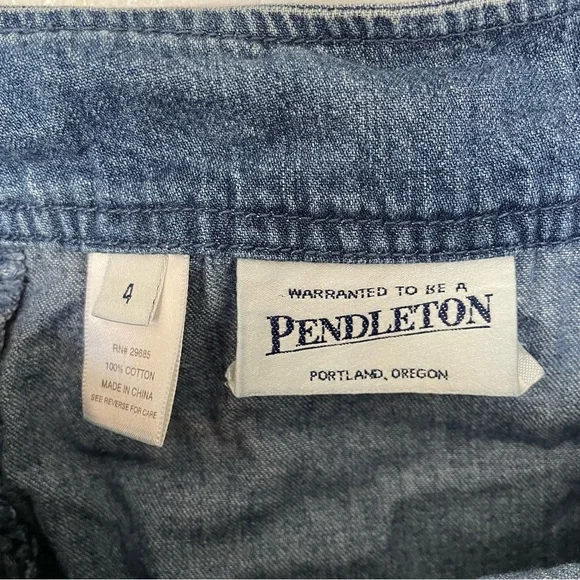 4
RN# 29685
100% COTTON
MADE IN CHINA
SEE REVERSE FOR CARE
WARRANTED TO BE A
PENDLETON
PORTLAND, OREGON